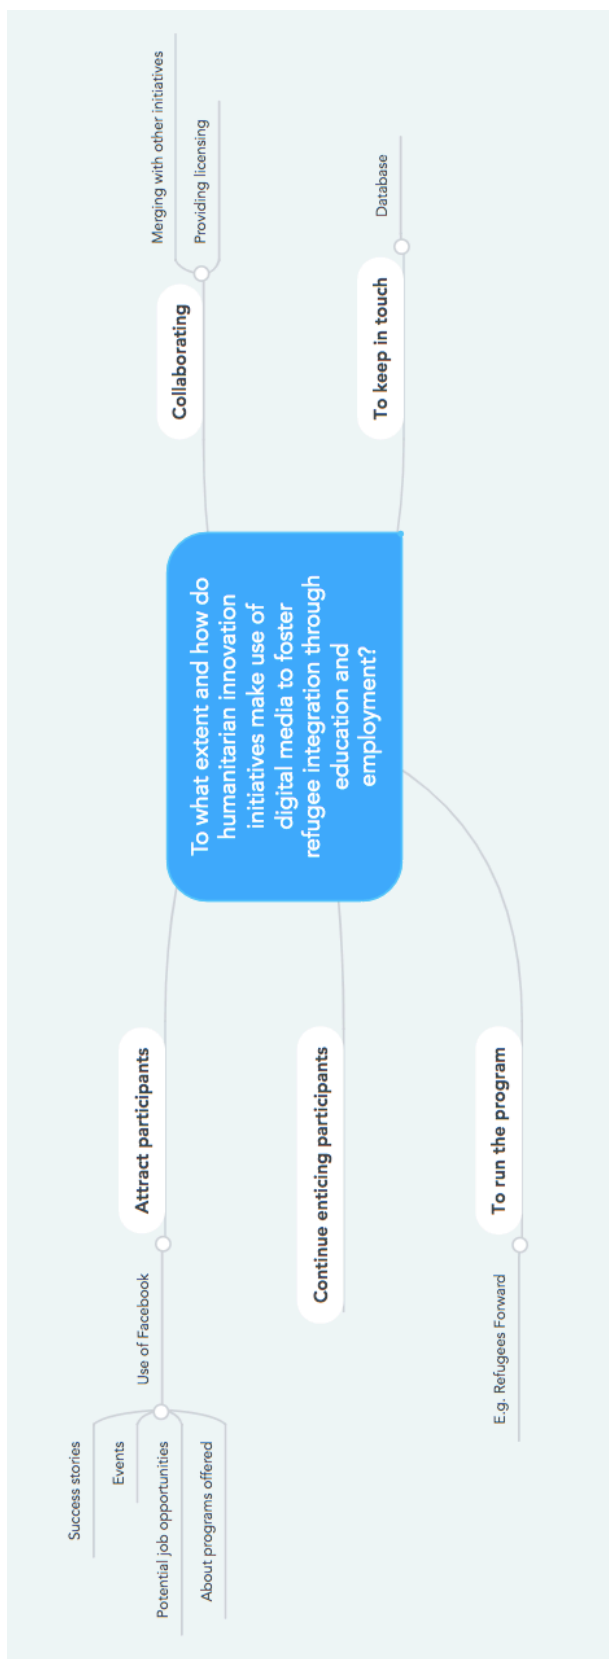 Success stories
Events
Potential job opportunities
About programs offered
Use of Facebook
Attract participants
Continue enticing participants
E.g. Refugees Forward
To run the program
To what extent and how do
humanitarian innovation
initiatives make use of
digital media to foster
refugee integration through
education and
employment?
Collaborating
Merging with other initiatives
Providing licensing
To keep in touch
Database